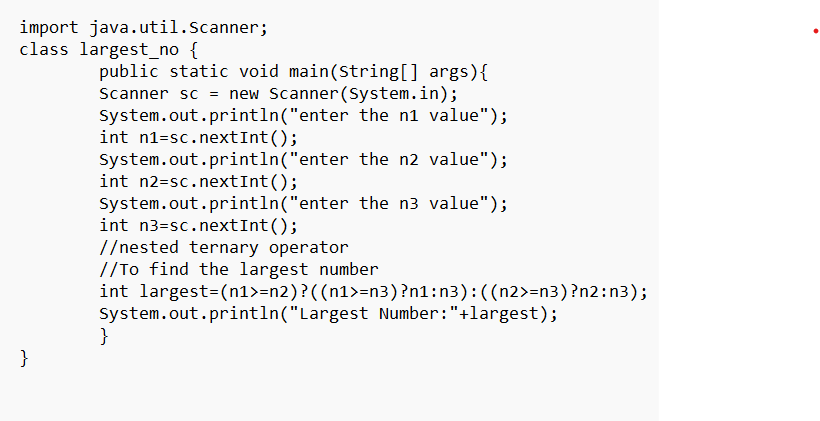 import java.util.Scanner;
class largest_no {
        public static void main(String[] args){
        Scanner sc = new Scanner(System.in);
        System.out.println("enter the n1 value");
        int n1=sc.nextInt();
        System.out.println("enter the n2 value");
        int n2=sc.nextInt();
        System.out.println("enter the n3 value");
        int n3=sc.nextInt();
        //nested ternary operator
        //To find the largest number
        int largest=(n1>=n2)?((n1>=n3)?n1:n3):((n2>=n3)?n2:n3);
        System.out.println("Largest Number:"+largest);
        }
}